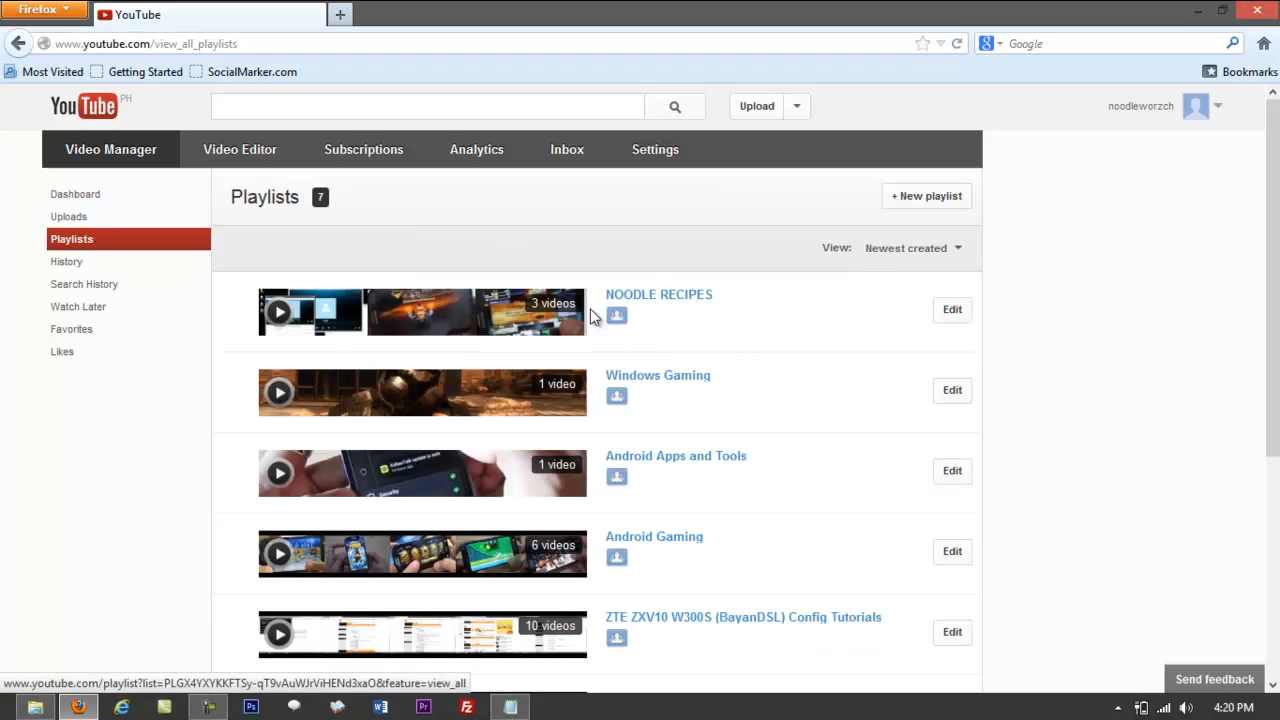 Firefox
YouTube
www.youtube.com/view_all_playlists
Google
Most Visited
Getting Started
SocialMarker.com
Bookmarks
YouTube PH
Upload
noodleworzch
Video Manager
Video Editor
Subscriptions
Analytics
Inbox
Settings
Dashboard
Uploads
Playlists
History
Search History
Watch Later
Favorites
Likes
Playlists 7
+ New playlist
View: Newest created
3 videos
NOODLE RECIPES
Edit
1 video
Windows Gaming
Edit
1 video
Android Apps and Tools
Edit
6 videos
Android Gaming
Edit
10 videos
ZTE ZXV10 W300S (BayanDSL) Config Tutorials
Edit
www.youtube.com/playlist?list=PLGX4YXYKKFTSy-qT9vAuWJrViHENd3xaO&feature=view_all
Send feedback
4:20 PM